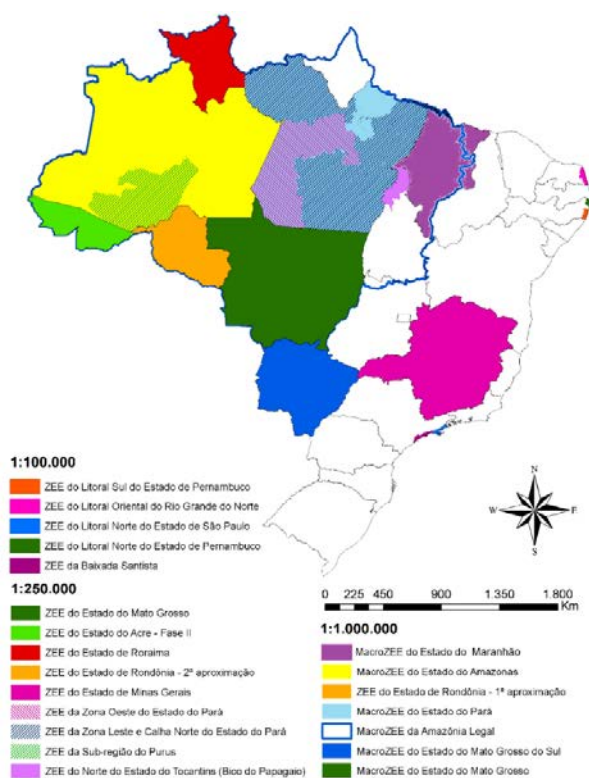 1:100.000
ZEE do Litoral Sul do Estado de Pernambuco
ZEE do Litoral Oriental do Rio Grande do Norte
ZEE do Litoral Norte do Estado de São Paulo
ZEE do Litoral Norte do Estado de Pernambuco
ZEE da Baixada Santista
1:250.000
ZEE do Estado do Mato Grosso
ZEE do Estado do Acre - Fase II
ZEE do Estado de Roraima
ZEE do Estado de Rondônia - 2ª aproximação
ZEE do Estado de Minas Gerais
ZEE da Zona Oeste do Estado do Pará
ZEE da Zona Leste e Calha Norte do Estado do Pará
ZEE da Sub-região do Purus
ZEE do Norte do Estado do Tocantins (Bico do Papagaio)
N
W E
S
0 225 450 900 1.350 1.800
Km
1:1.000.000
MacroZEE do Estado do Maranhão
MacroZEE do Estado do Amazonas
ZEE do Estado de Rondônia - 1ª aproximação
MacroZEE do Estado do Pará
MacroZEE da Amazônia Legal
MacroZEE do Estado do Mato Grosso do Sul
MacroZEE do Estado do Mato Grosso